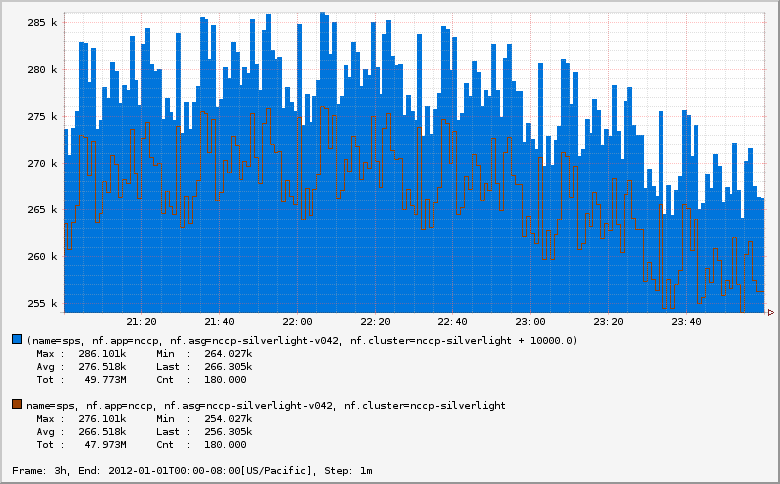 285 k
280 k
275 k
270 k
265 k
260 k
255 k
21:20 21:40 22:00 22:20 22:40 23:00 23:20 23:40
(name=sps, nf.app=nccp, nf.asg=nccp-silverlight-v042, nf.cluster=nccp-silverlight + 10000.0)
Max : 286.101k Min : 264.027k
Avg : 276.518k Last : 266.305k
Tot : 49.773M Cnt : 180.000
name=sps, nf.app=nccp, nf.asg=nccp-silverlight-v042, nf.cluster=nccp-silverlight
Max : 276.101k Min : 254.027k
Avg : 266.518k Last : 256.305k
Tot : 47.973M Cnt : 180.000
Frame: 3h, End: 2012-01-01T00:00-08:00[US/Pacific], Step: 1m